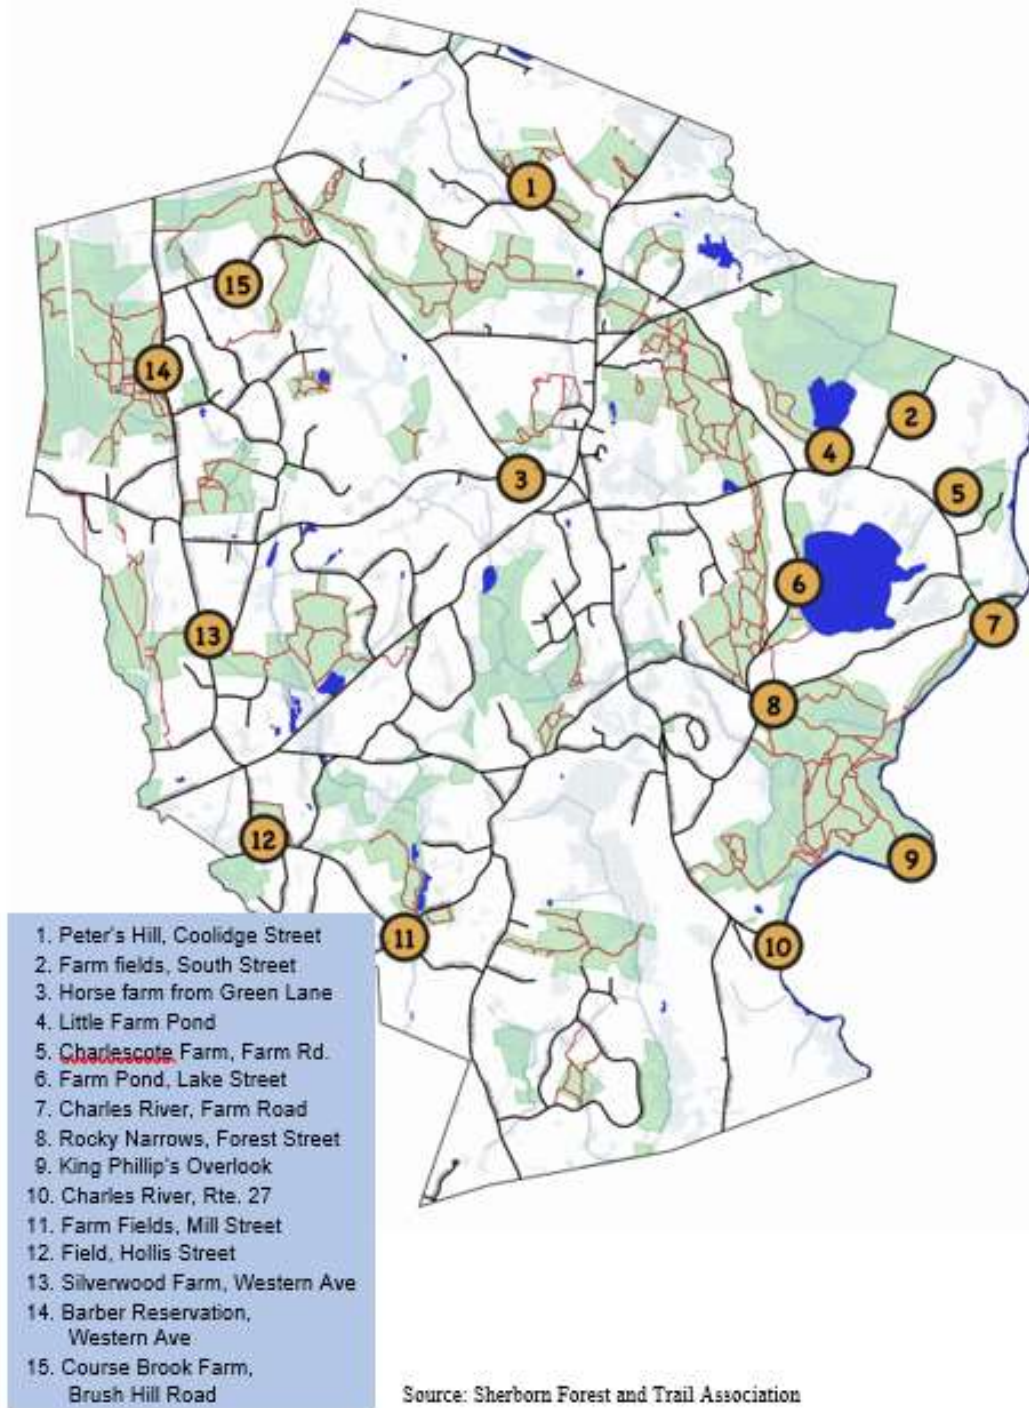 1
15
14
2
4
3
5
6
7
13
8
12
9
11
10
1. Peter's Hill, Coolidge Street
2. Farm fields, South Street
3. Horse farm from Green Lane
4. Little Farm Pond
5. Charlescote Farm, Farm Rd.
6. Farm Pond, Lake Street
7. Charles River, Farm Road
8. Rocky Narrows, Forest Street
9. King Phillip's Overlook
10. Charles River, Rte. 27
11. Farm Fields, Mill Street
12. Field, Hollis Street
13. Silverwood Farm, Western Ave
14. Barber Reservation,
Western Ave
15. Course Brook Farm,
Brush Hill Road
Source: Sherborn Forest and Trail Association